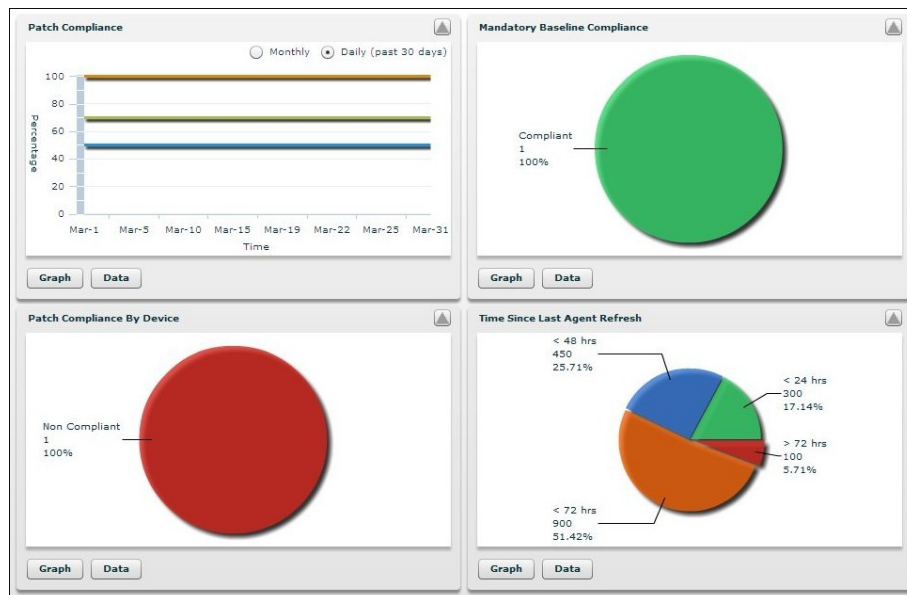 Patch Compliance
Monthly
Daily (past 30 days)
100
80
60
40
20
0
Percentage
Mar-1 Mar-5 Mar-10 Mar-15 Mar-19 Mar-22 Mar-25 Mar-31
Time
Graph Data
Mandatory Baseline Compliance
Compliant
1
100%
Graph Data
Patch Compliance By Device
Non Compliant
1
100%
Graph Data
Time Since Last Agent Refresh
< 48 hrs
450
25.71%
< 24 hrs
300
17.14%
> 72 hrs
100
5.71%
< 72 hrs
900
51.42%
Graph Data